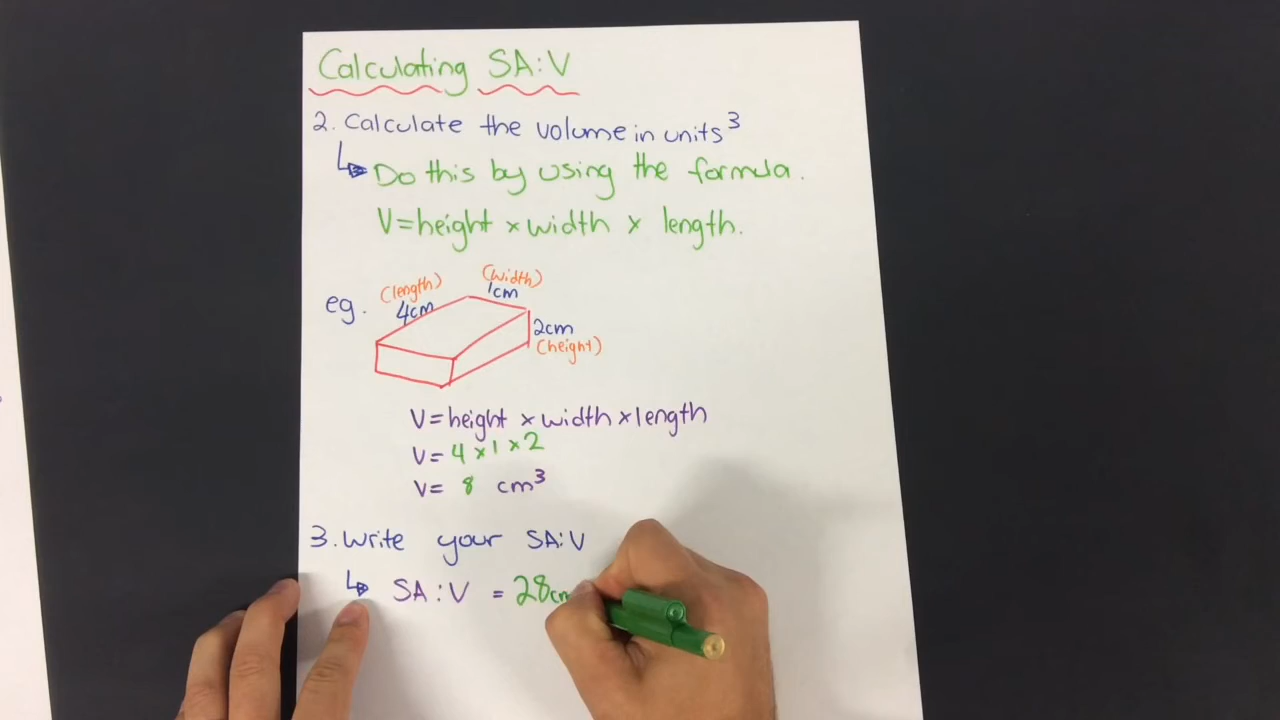 Calculating SA:V
2. Calculate the volume in units³
Do this by using the formula.
V=height × width × length.
eg.
(length)
4cm
(width)
1cm
2cm
(height)
V=height × width × length
V= 4 × 1 × 2
V= 8 cm³
3. Write your SA:V
SA:V = 28